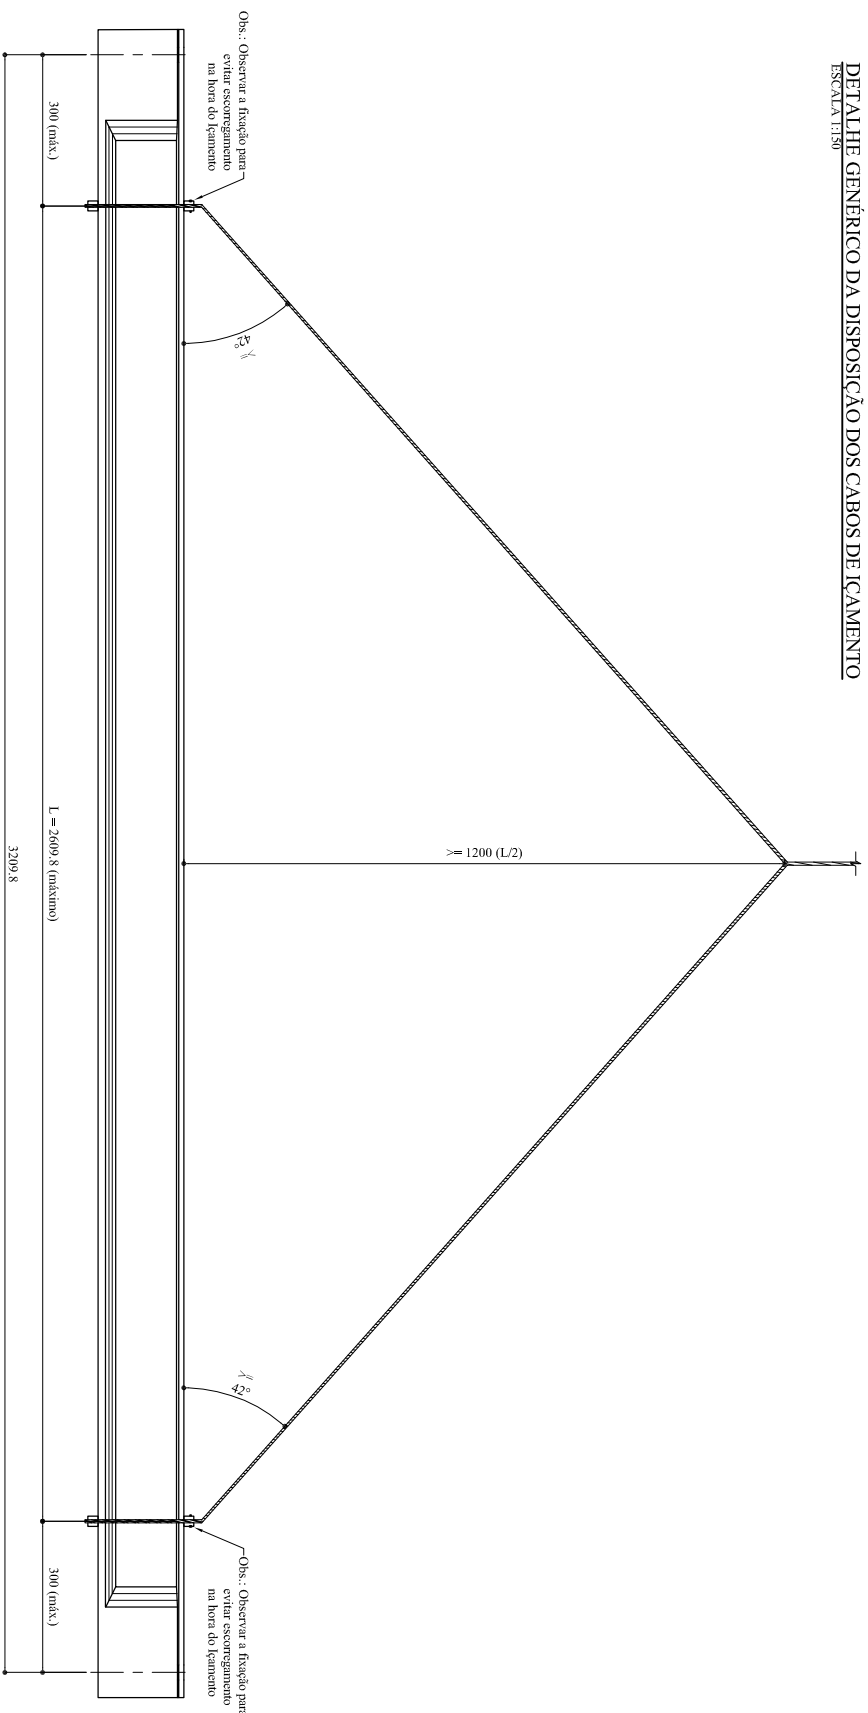 DETALHE GENÉRICO DA DISPOSIÇÃO DOS CABOS DE IÇAMENTO
ESCALA 1:150
Obs.: Observar a fixação para
evitar escorregamento
na hora do Içamento
>=
42°
>= 1200 (L/2)
>=
42°
Obs.: Observar a fixação para
evitar escorregamento
na hora do Içamento
300 (máx.)
L = 2609.8 (máximo)
300 (máx.)
3209.8